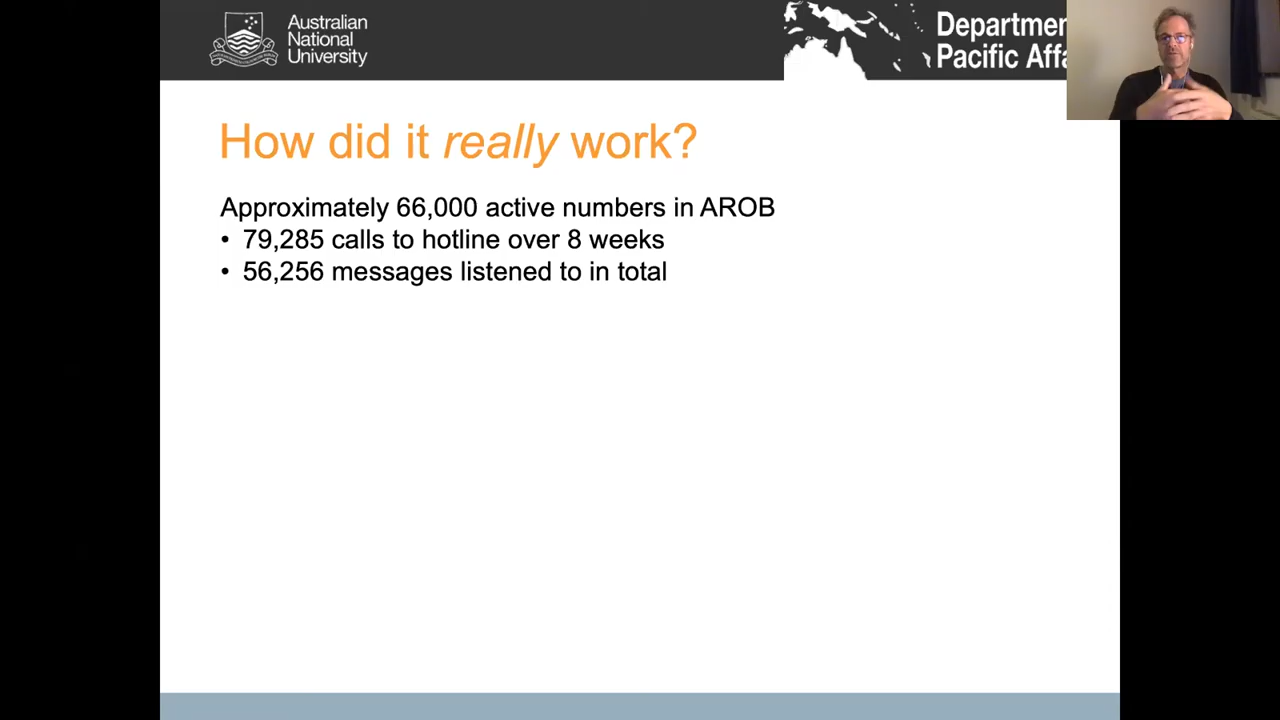 Australian
National
University
Department
Pacific Affa
How did it really work?
Approximately 66,000 active numbers in AROB
• 79,285 calls to hotline over 8 weeks
• 56,256 messages listened to in total